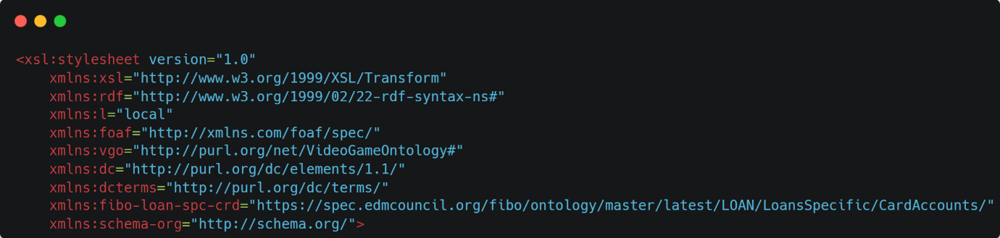 <xsl:stylesheet version="1.0"
xmlns:xsl="http://www.w3.org/1999/XSL/Transform"
xmlns:rdf="http://www.w3.org/1999/02/22-rdf-syntax-ns#"
xmlns:l="local"
xmlns:foaf="http://xmlns.com/foaf/spec/"
xmlns:vgo="http://purl.org/net/VideoGameOntology#"
xmlns:dc="http://purl.org/dc/elements/1.1/"
xmlns:dcterms="http://purl.org/dc/terms/"
xmlns:fibo-loan-spc-crd="https://spec.edmcouncil.org/fibo/ontology/master/latest/LOAN/LoansSpecific/CardAccounts/"
xmlns:schema-org="http://schema.org/">